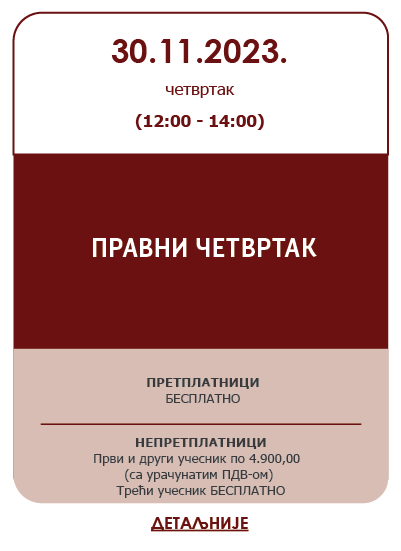 30.11.2023.
четвртак
(12:00 - 14:00)
ПРАВНИ ЧЕТВРТАК
ПРЕТПЛАТНИЦИ
БЕСПЛАТНО
НЕПРЕТПЛАТНИЦИ
Први и други учесник по 4.900,00
(са урачунатим ПДВ-ом)
Трећи учесник БЕСПЛАТНО
ДЕТАЉНИЈЕ